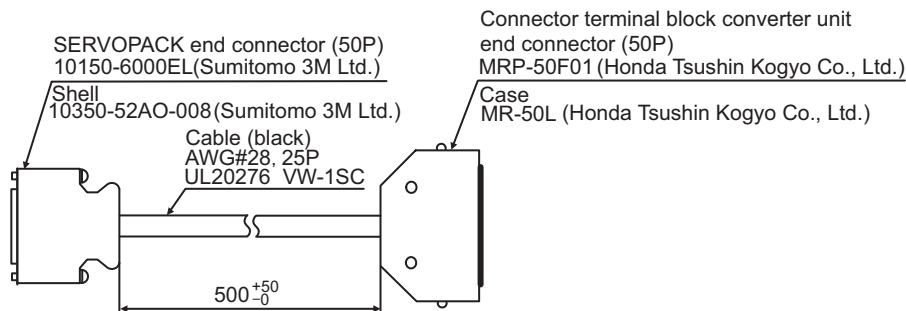 SERVOPACK end connector (50P)
10150-6000EL(Sumitomo 3M Ltd.)
Shell
10350-52AO-008(Sumitomo 3M Ltd.)
Cable (black)
AWG#28, 25P
UL20276 VW-1SC
Connector terminal block converter unit
end connector (50P)
MRP-50F01(Honda Tsushin Kogyo Co., Ltd.)
Case
MR-50L (Honda Tsushin Kogyo Co., Ltd.)
500 +50 −0